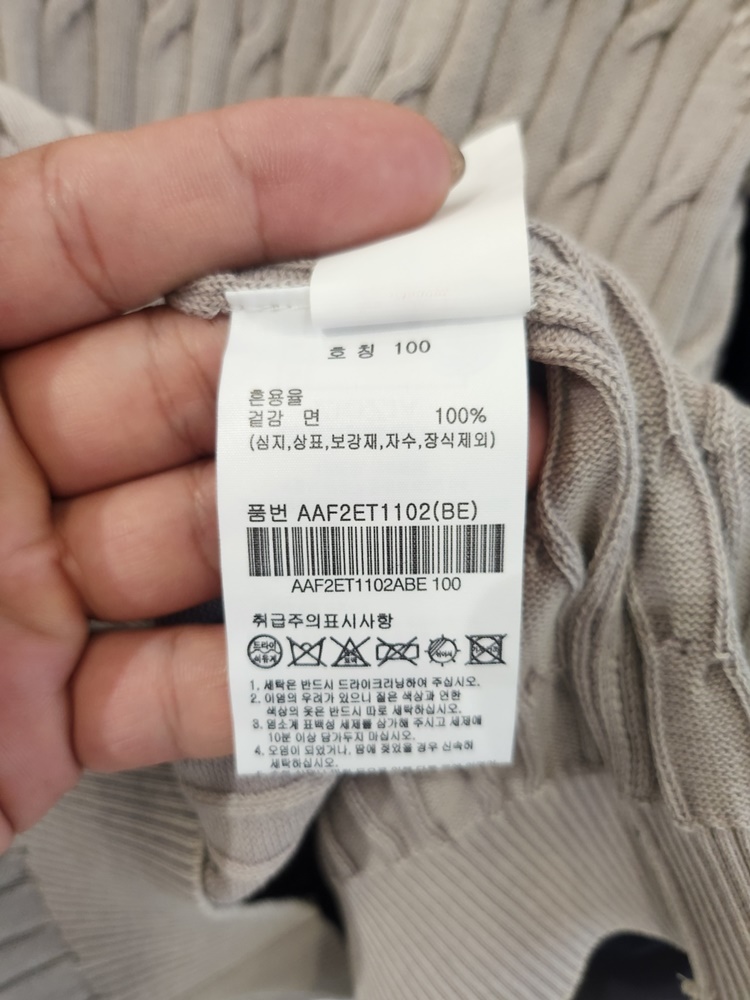 호칭 100
혼용율
겉감 면 100%
(심지,상표,보강재,자수,장식제외)
품번 AAF2ET1102(BE)
AAF2ET1102ABE 100
취급주의표시사항
드라이
1. 세탁은 반드시 드라이크리닝하여 주십시오.
2. 이염의 우려가 있으니 짙은 색상과 연한
색상의 옷은 반드시 따로 세탁하십시오.
3. 염소계 표백성 세제를 삼가해 주시고 세제에
10분 이상 담가두지 마십시오.
4. 오염이 되었거나, 땀에 젖었을 경우 신속히
세탁하십시오.